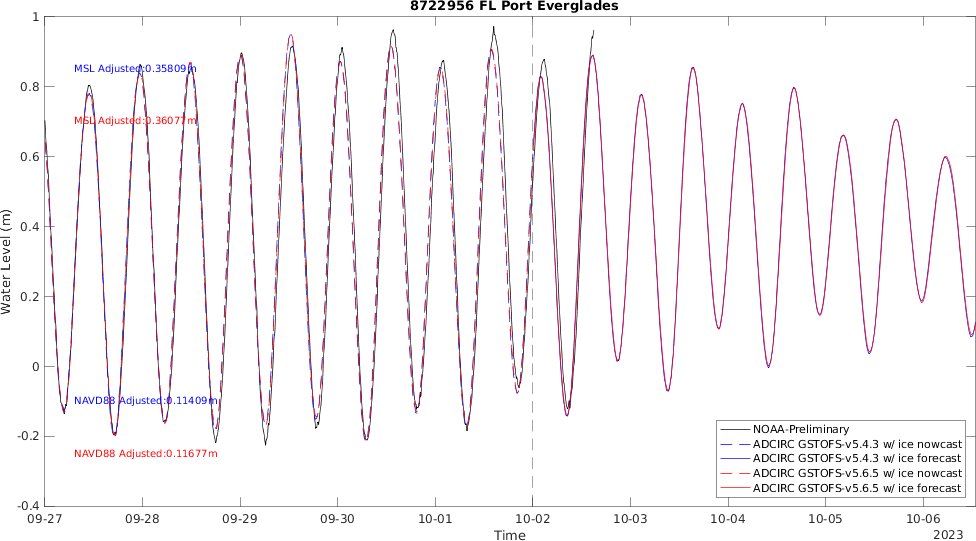 8722956 FL Port Everglades
Water Level (m)
1
0.8
0.6
0.4
0.2
0
-0.2
-0.4
MSL Adjusted:0.35809m
MSL Adjusted:0.36077m
NAVD88 Adjusted:0.11409m
NAVD88 Adjusted:0.11677m
NOAA-Preliminary
ADCIRC GSTOFS-v5.4.3 w/ ice nowcast
ADCIRC GSTOFS-v5.4.3 w/ ice forecast
ADCIRC GSTOFS-v5.6.5 w/ ice nowcast
ADCIRC GSTOFS-v5.6.5 w/ ice forecast
09-27 09-28 09-29 09-30 10-01 10-02 10-03 10-04 10-05 10-06
Time
2023